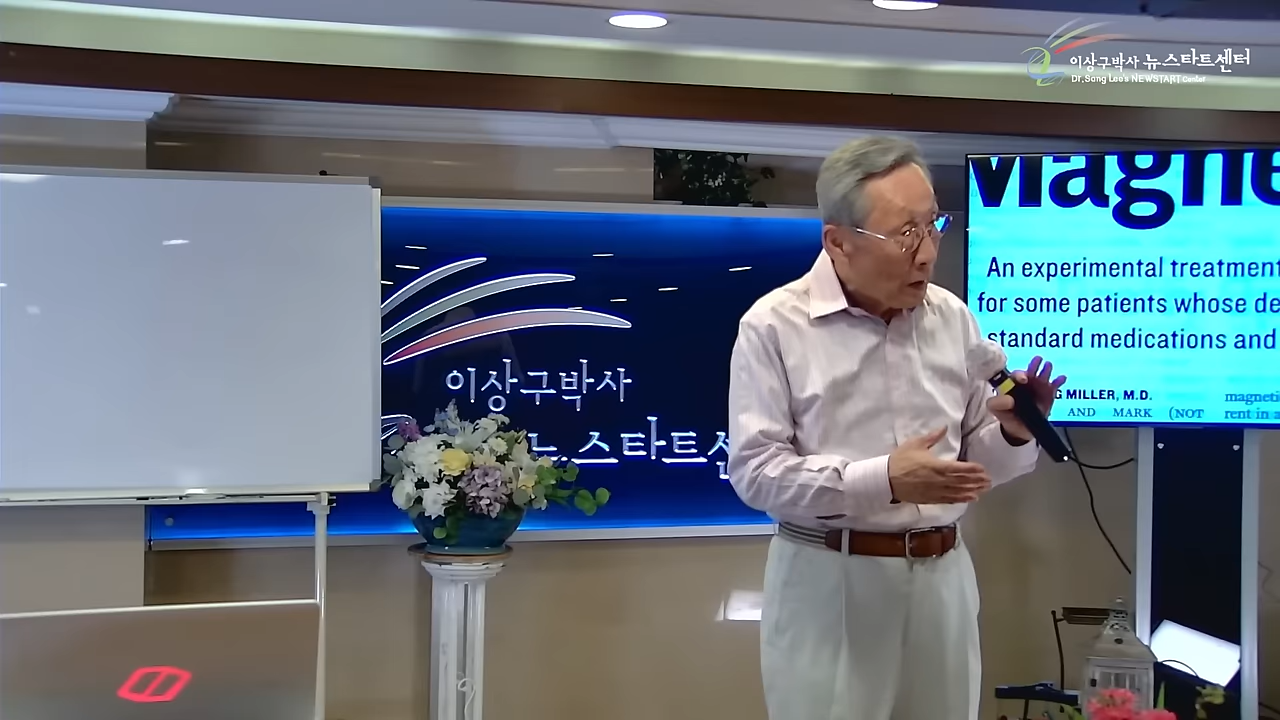 이상구박사 뉴스타트센터
Dr. Sang Lee's NEWSTART Center
Magne
An experimental treatment
for some patients whose de
standard medications and
G MILLER, M.D.
AND MARK (NOT
magneti
rent in a
이상구박사
뉴스타트센